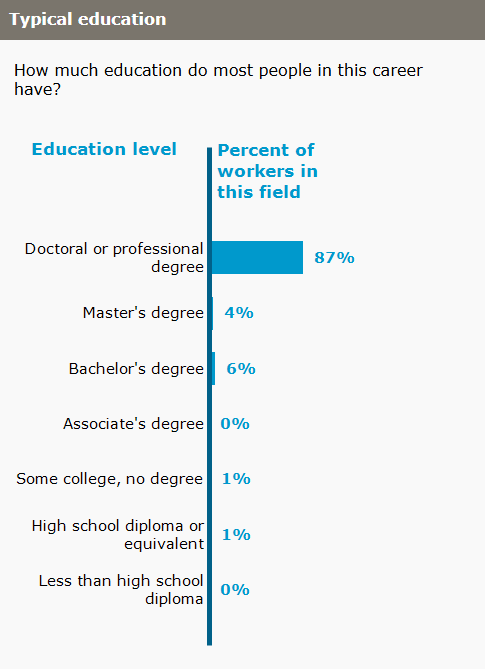 Typical education
How much education do most people in this career
have?
Education level
Percent of
workers in
this field
Doctoral or professional
degree
87%
Master's degree
4%
Bachelor's degree
6%
Associate's degree
0%
Some college, no degree
1%
High school diploma or
equivalent
1%
Less than high school
diploma
0%